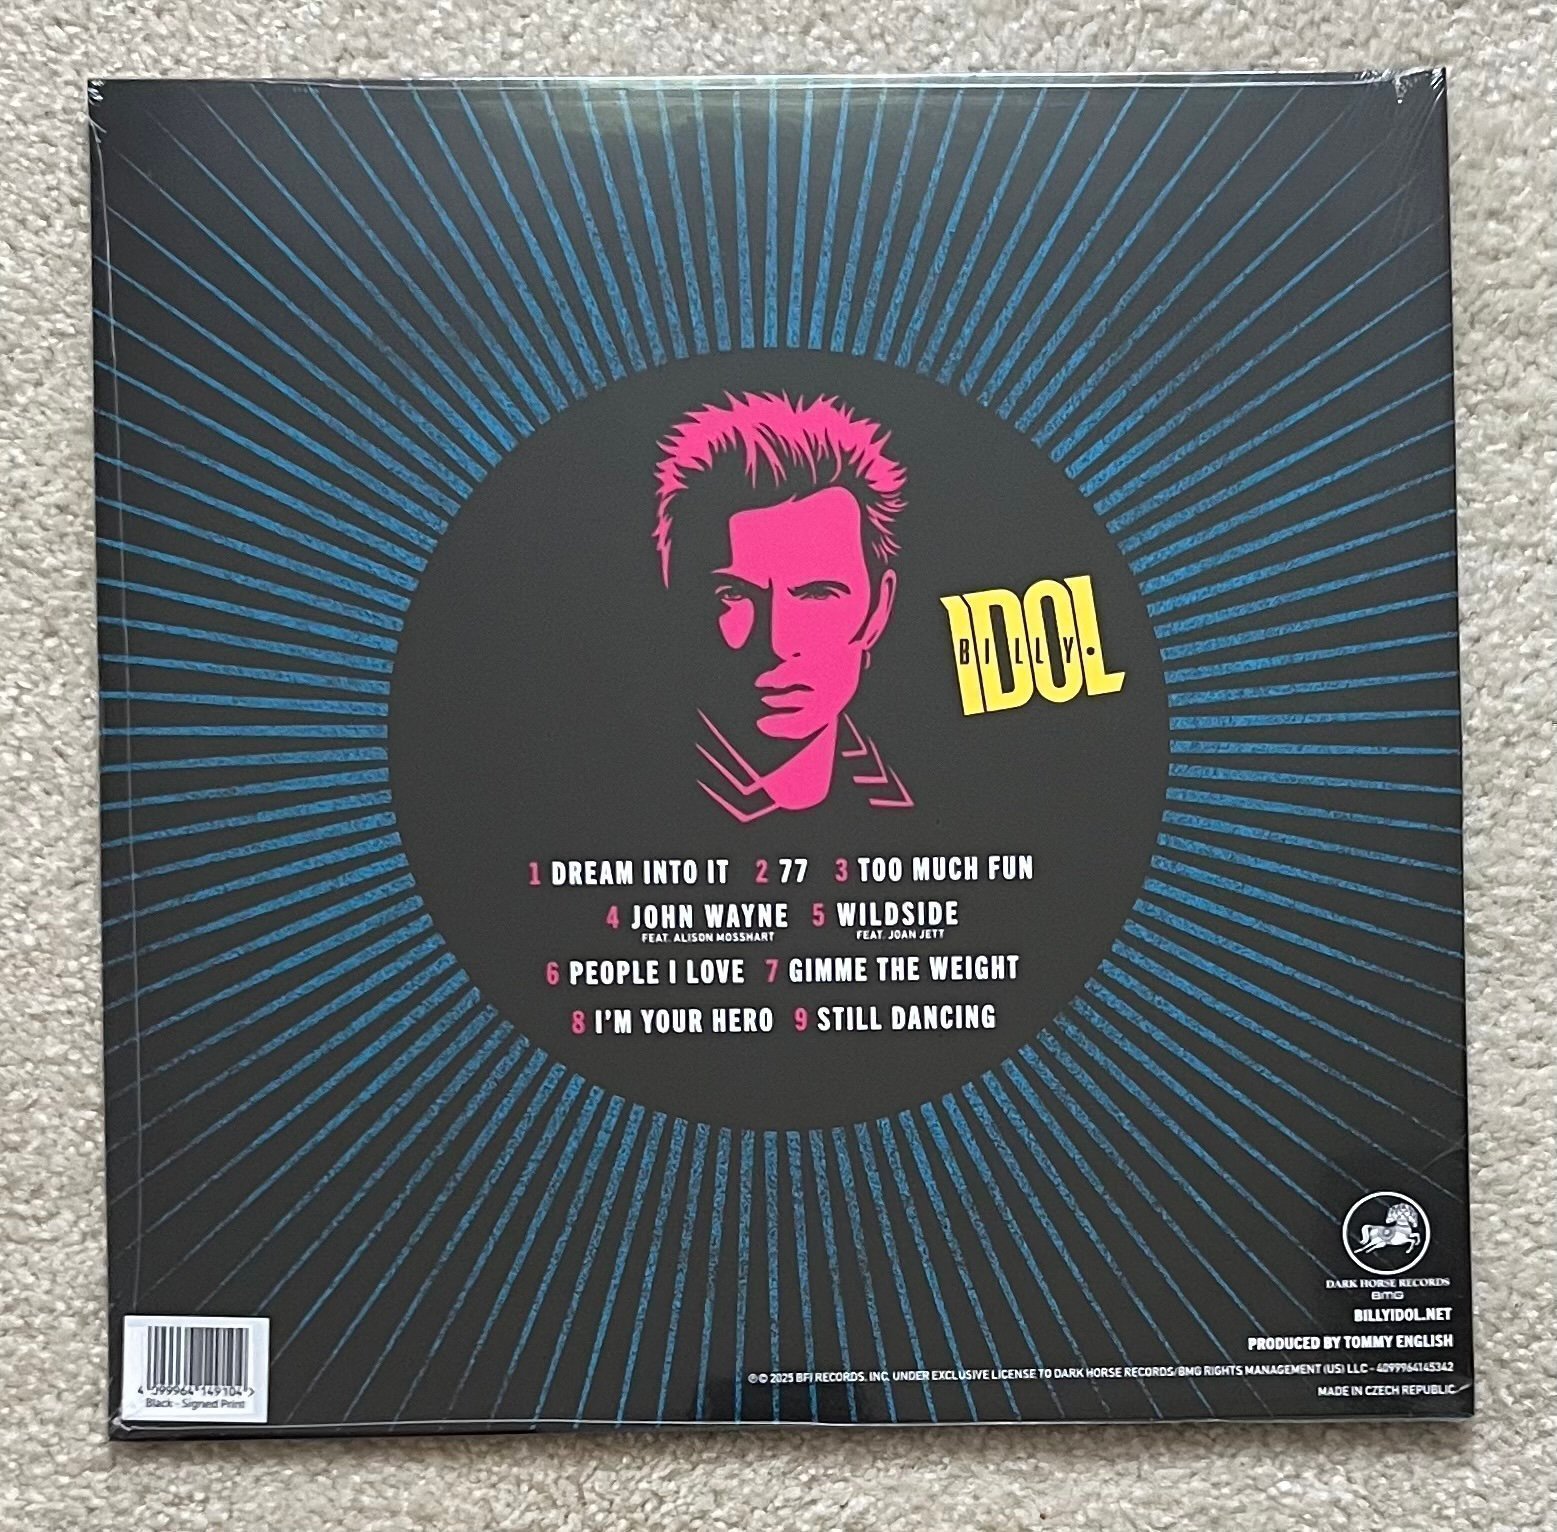 IDOL
BILLY
1 DREAM INTO IT 2 77 3 TOO MUCH FUN
4 JOHN WAYNE 5 WILDSIDE
FEAT. ALISON MOSSHART FEAT. JOAN JETT
6 PEOPLE I LOVE 7 GIMME THE WEIGHT
8 I'M YOUR HERO 9 STILL DANCING
DARK HORSE RECORDS
BMG
BILLYIDOL.NET
PRODUCED BY TOMMY ENGLISH
℗© 2025 BFI RECORDS, INC. UNDER EXCLUSIVE LICENSE TO DARK HORSE RECORDS/BMG RIGHTS MANAGEMENT (US) LLC - 4099964145342
MADE IN CZECH REPUBLIC
4 099964 149104 >
Black - Signed Print